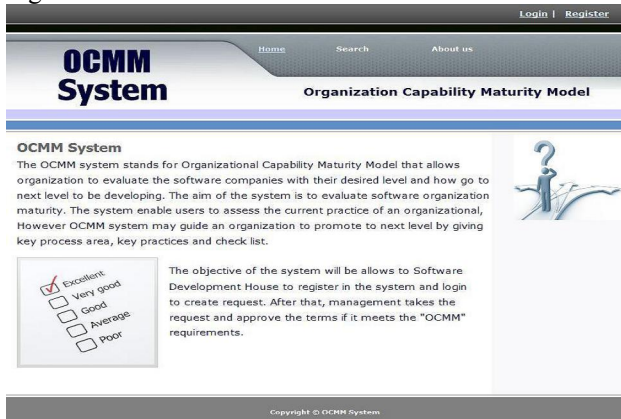 Login | Register
Home Search About us
OCMM
System
Organization Capability Maturity Model
OCMM System
The OCMM system stands for Organizational Capability Maturity Model that allows
organization to evaluate the software companies with their desired level and how go to
next level to be developing. The aim of the system is to evaluate software organization
maturity. The system enable users to assess the current practice of an organizational,
However OCMM system may guide an organization to promote to next level by giving
key process area, key practices and check list.
Excellent
Very good
Good
Average
Poor
The objective of the system will be allows to Software
Development House to register in the system and login
to create request. After that, management takes the
request and approve the terms if it meets the "OCMM"
requirements.
Copyright © OCMM System